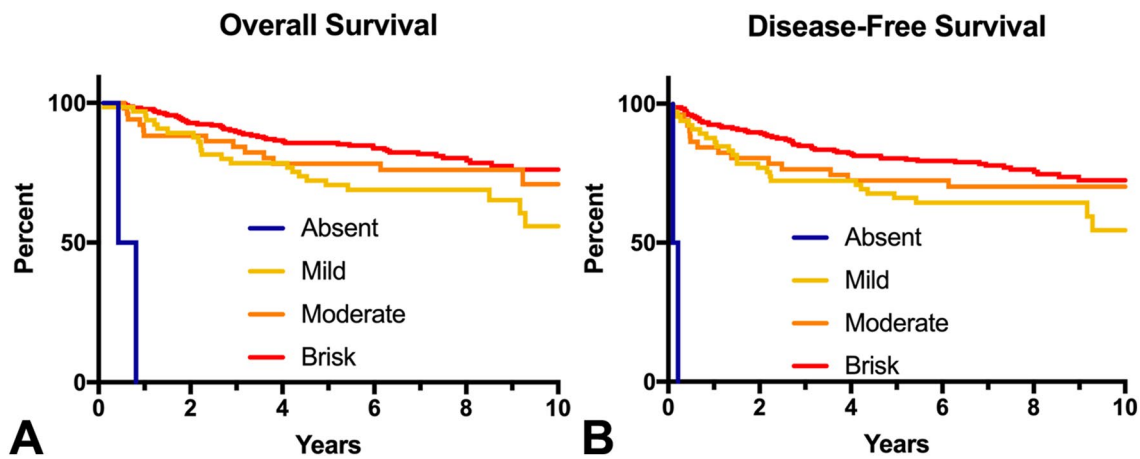 Overall Survival
100
50
0
Percent
Absent
Mild
Moderate
Brisk
0 2 4 6 8 10
Years
A
Disease-Free Survival
100
50
0
Percent
Absent
Mild
Moderate
Brisk
0 2 4 6 8 10
Years
B